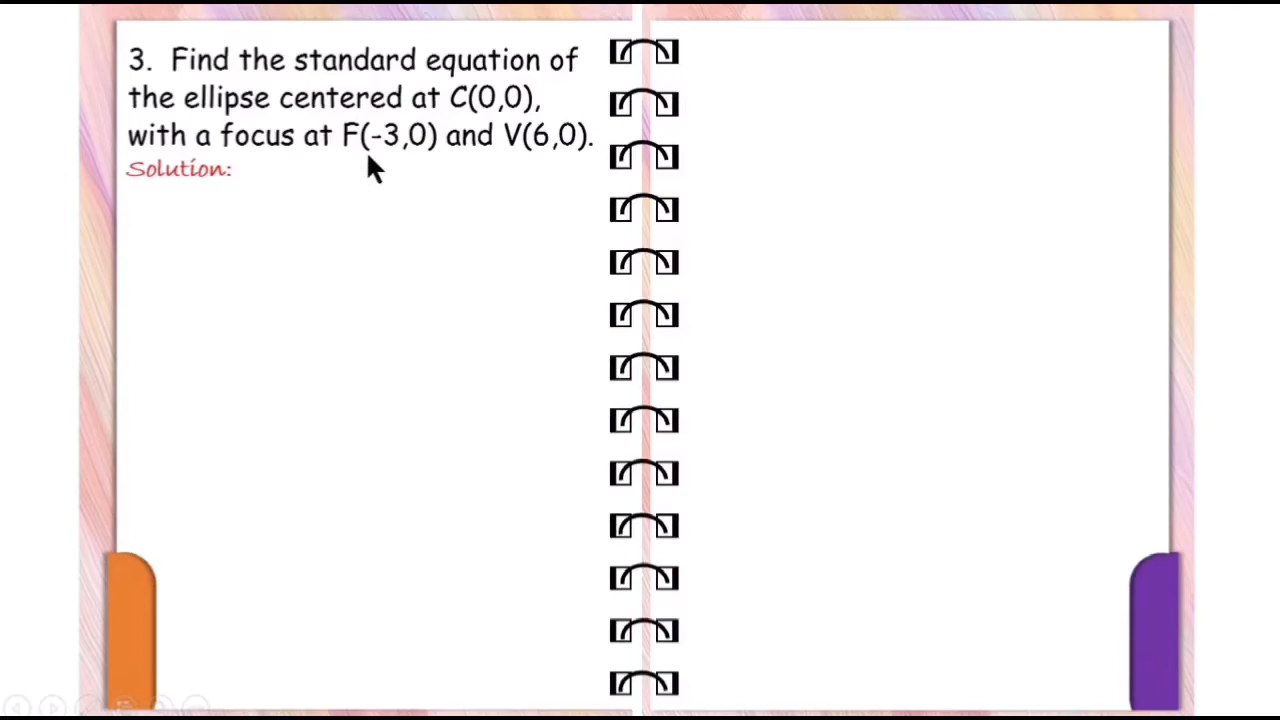 3. Find the standard equation of
the ellipse centered at C(0,0),
with a focus at F(-3,0) and V(6,0).
Solution: